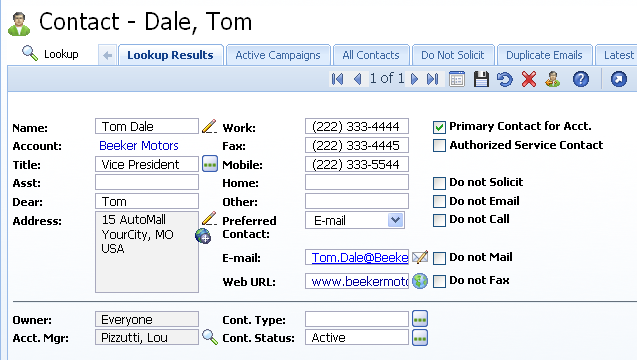 Contact - Dale, Tom
Lookup Lookup Results Active Campaigns All Contacts Do Not Solicit Duplicate Emails Latest
1 of 1
Name: Tom Dale Work: (222) 333-4444 Primary Contact for Acct.
Account: Beeker Motors Fax: (222) 333-4445 Authorized Service Contact
Title: Vice President Mobile: (222) 333-5544
Asst: Home: Do not Solicit
Dear: Tom Other: Do not Email
Address: 15 AutoMall Preferred Contact: E-mail Do not Call
YourCity, MO
USA
E-mail: Tom.Dale@Beeke Do not Mail
Web URL: www.beekermoto Do not Fax
Owner: Everyone Cont. Type:
Acct. Mgr: Pizzutti, Lou Cont. Status: Active